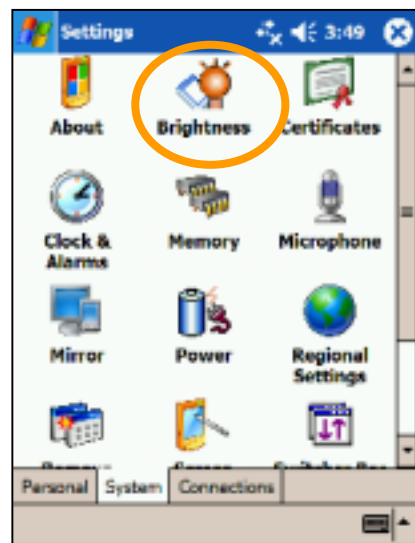 Settings 3:49
About Brightness Certificates
Clock & Alarms Memory Microphone
Mirror Power Regional Settings
Personal System Connections